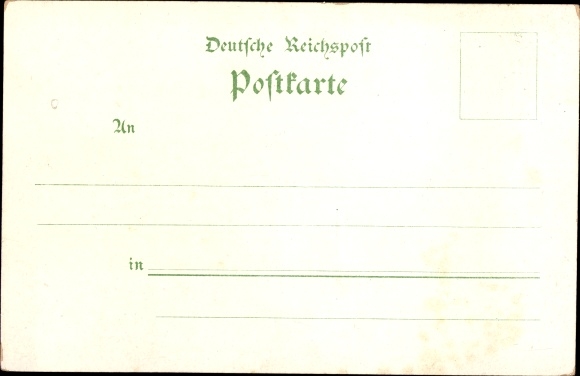 Deutſche Reichspoſt
Poſtkarte
An
in